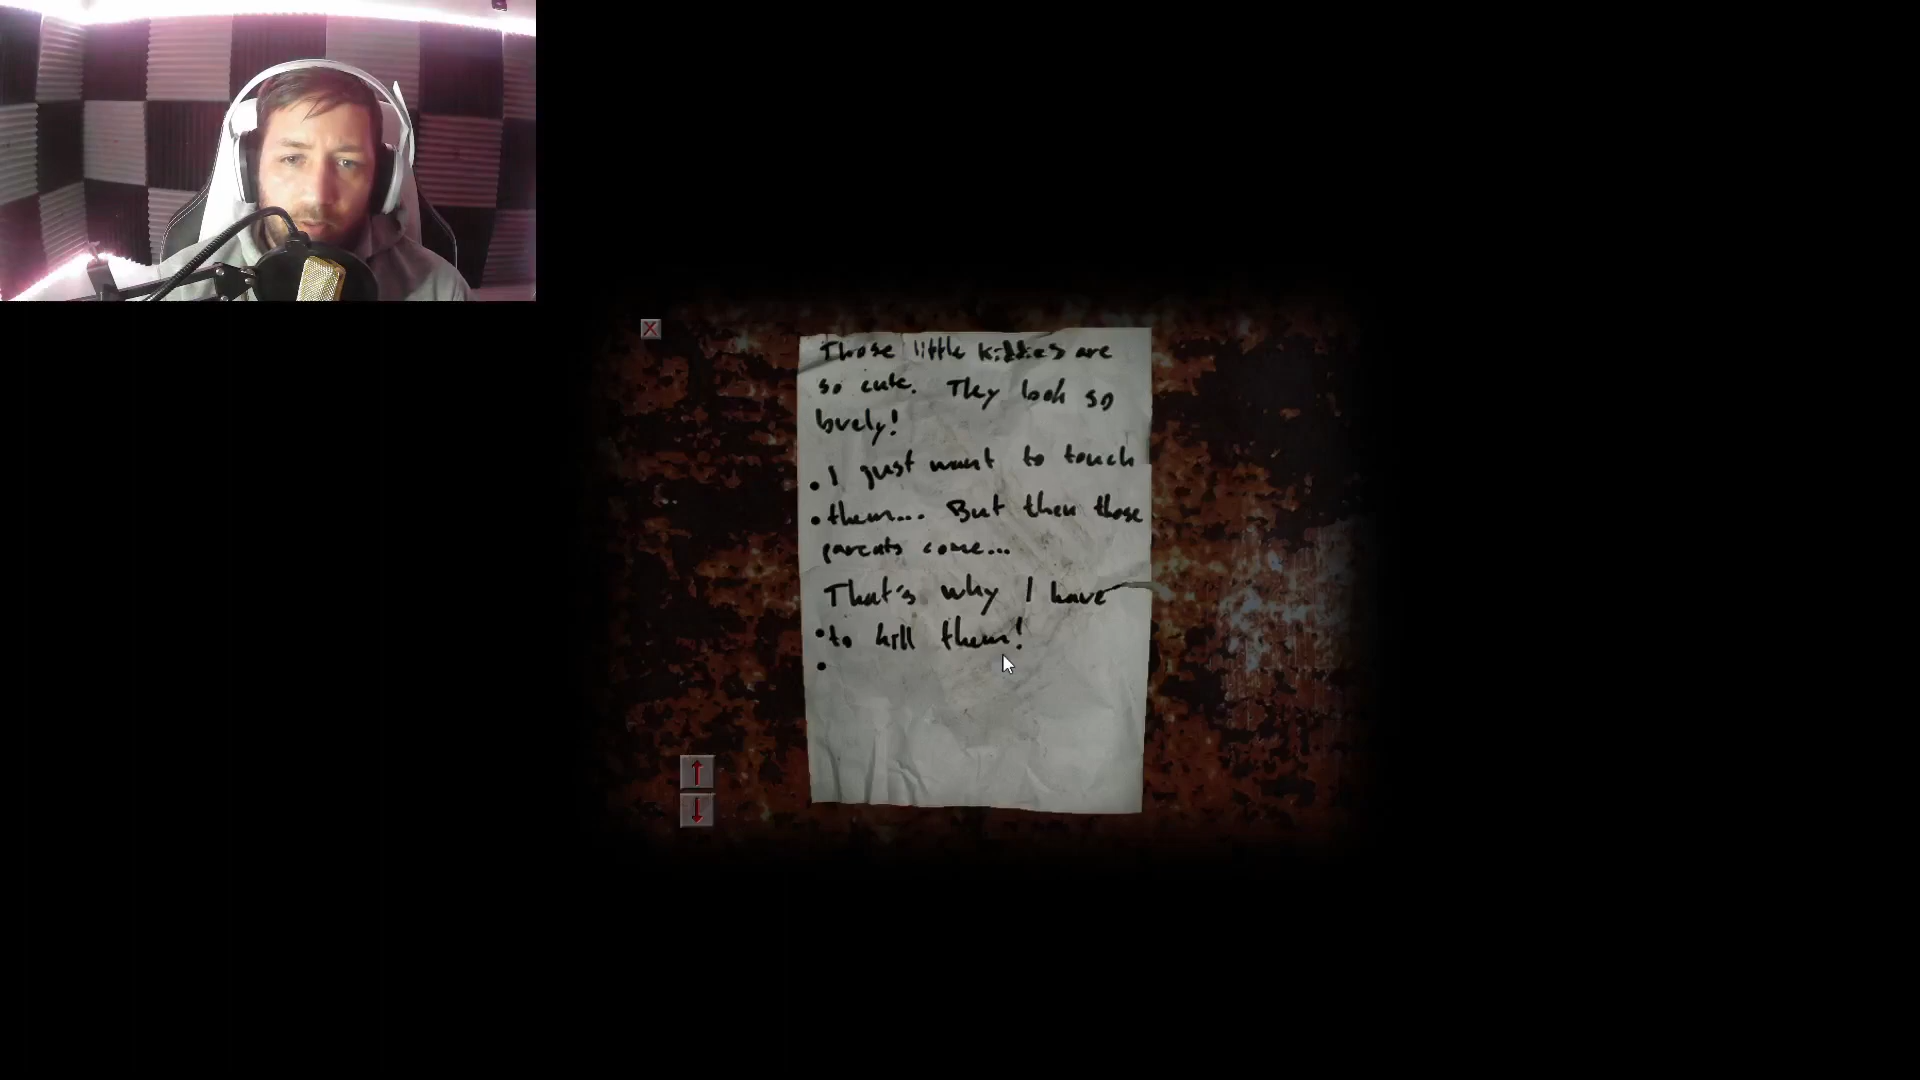 Those little kiddies are
so cute. They look so
lovely!
• I just want to touch
• them... But then those
parents come...
That's why I have
• to kill them!
•